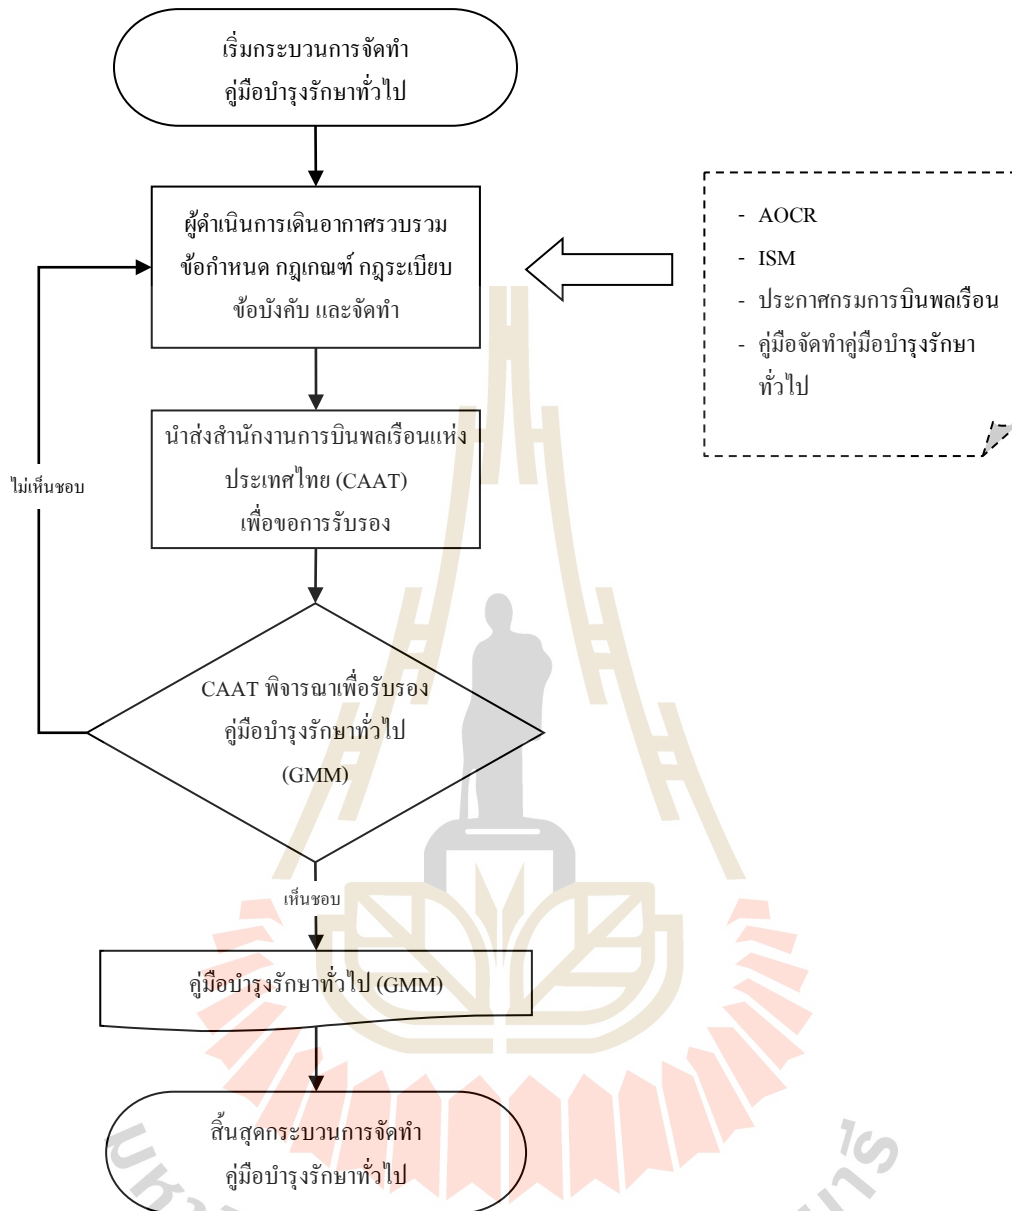 เริ่มกระบวนการจัดทำ
คู่มือบำรุงรักษาทั่วไป
ผู้ดำเนินการเดินอากาศรวบรวม
ข้อกำหนด กฎเกณฑ์ กฎระเบียบ
ข้อบังคับ และจัดทำ
- AOCR
- ISM
- ประกาศกรมการบินพลเรือน
- คู่มือจัดทำคู่มือบำรุงรักษา
ทั่วไป
นำส่งสำนักงานการบินพลเรือนแห่ง
ประเทศไทย (CAAT)
เพื่อขอการรับรอง
ไม่เห็นชอบ
CAAT พิจารณาเพื่อรับรอง
คู่มือบำรุงรักษาทั่วไป
(GMM)
เห็นชอบ
คู่มือบำรุงรักษาทั่วไป (GMM)
สิ้นสุดกระบวนการจัดทำ
คู่มือบำรุงรักษาทั่วไป